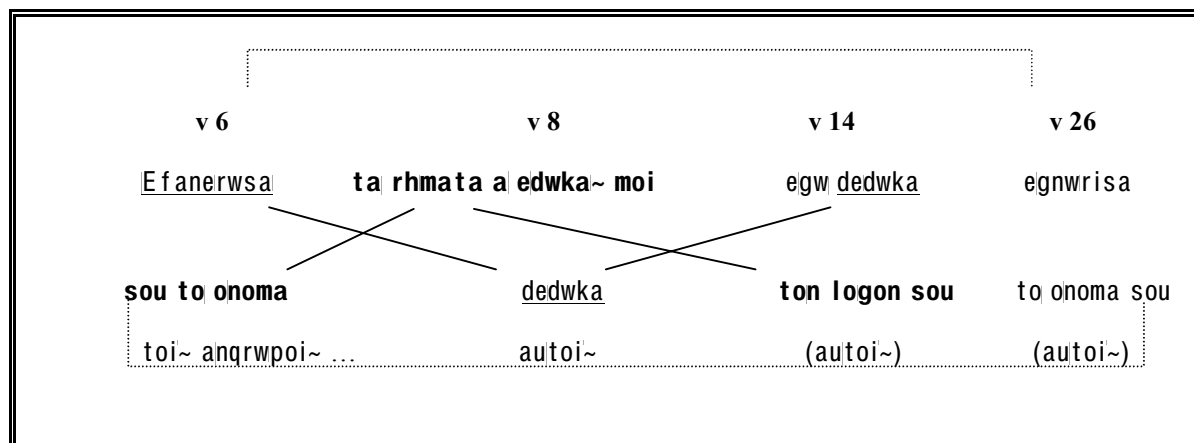 v 6 v 8 v 14 v 26
Efanerwsa ta rhmata a edwka~ moi egw dedwka egnwrisa
sou to onoma dedwka ton logon sou to onoma sou
toi~ anqrwpoi~ ... autoi~ (autoi~) (autoi~)